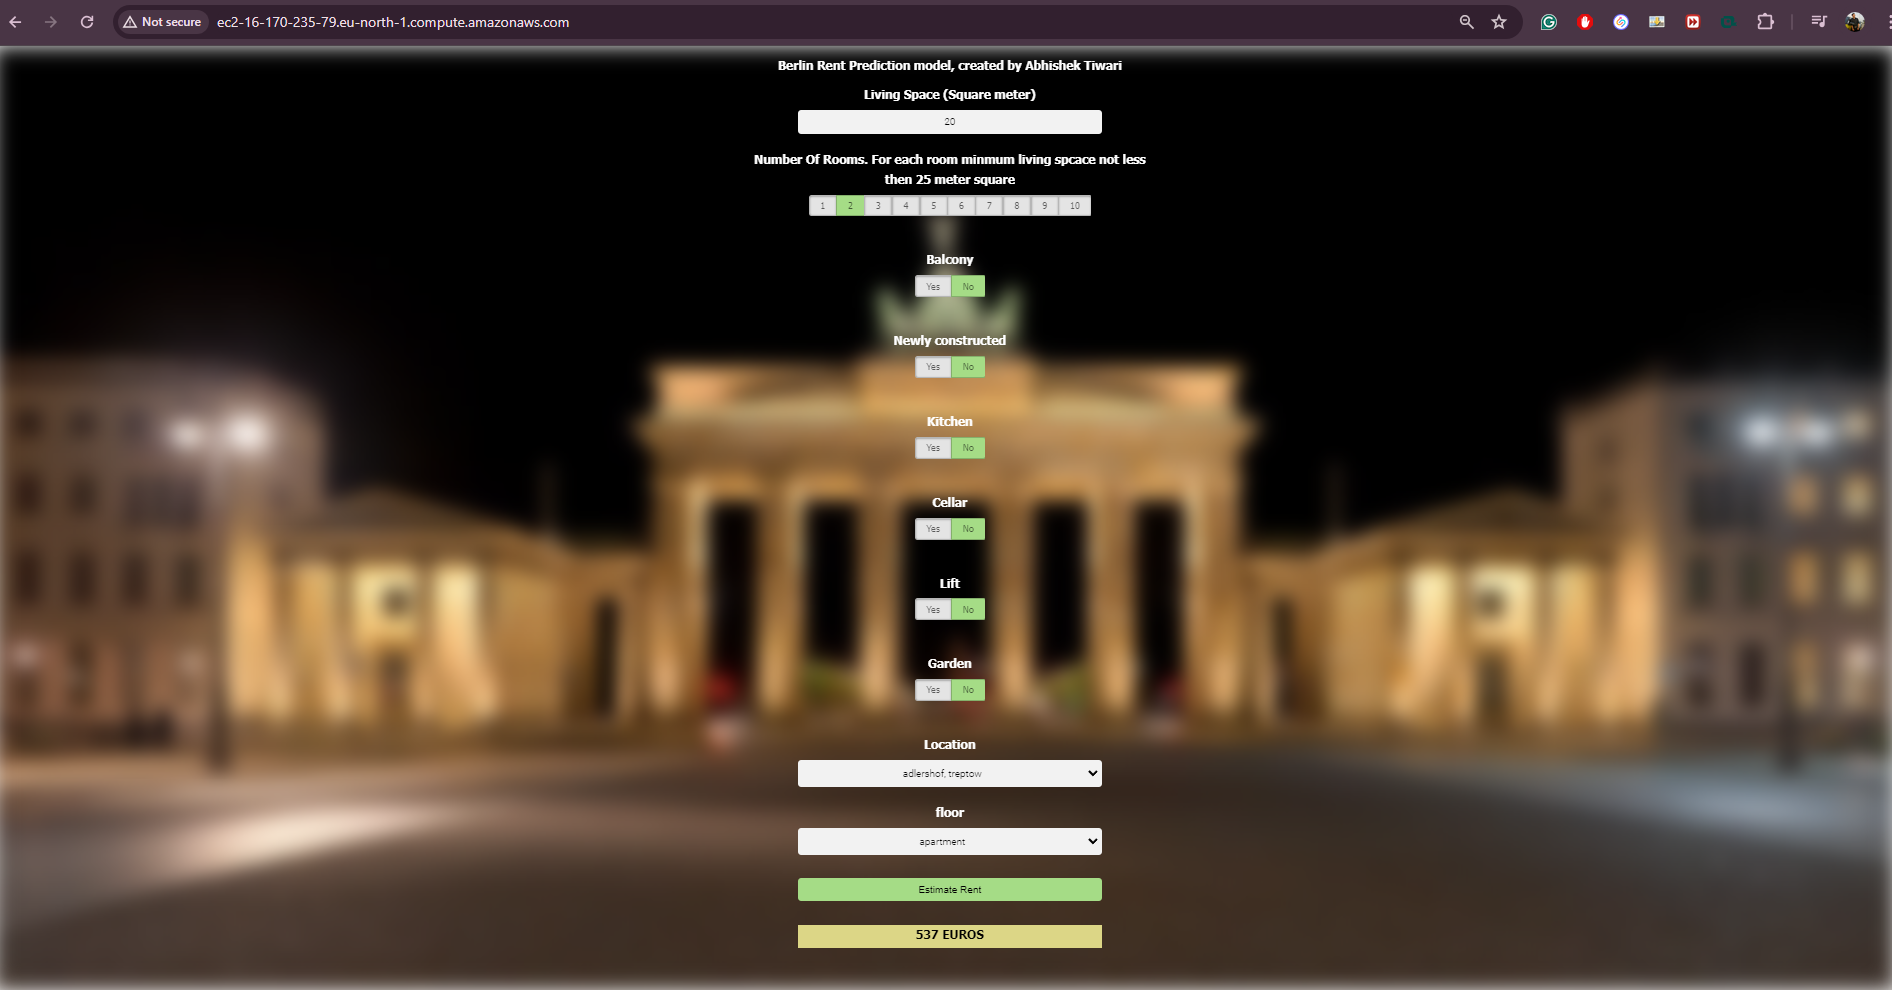 Not secure
ec2-16-170-235-79.eu-north-1.compute.amazonaws.com
Berlin Rent Prediction model, created by Abhishek Tiwari
Living Space (Square meter)
20
Number Of Rooms. For each room minmum living spcace not less
then 25 meter square
1 2 3 4 5 6 7 8 9 10
Balcony
Yes No
Newly constructed
Yes No
Kitchen
Yes No
Cellar
Yes No
Lift
Yes No
Garden
Yes No
Location
adlershof, treptow
floor
apartment
Estimate Rent
537 EUROS